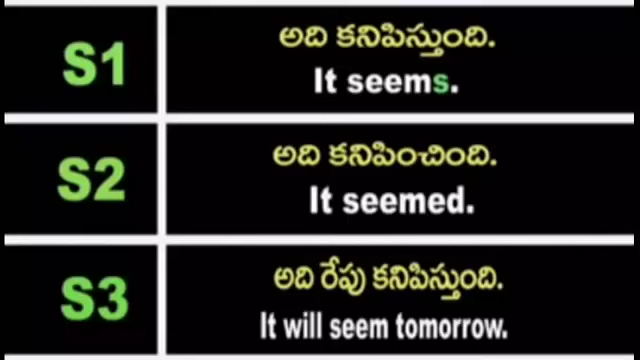 S1
అది కనిపిస్తుంది.
It seems.
S2
అది కనిపించింది.
It seemed.
S3
అది రేపు కనిపిస్తుంది.
It will seem tomorrow.